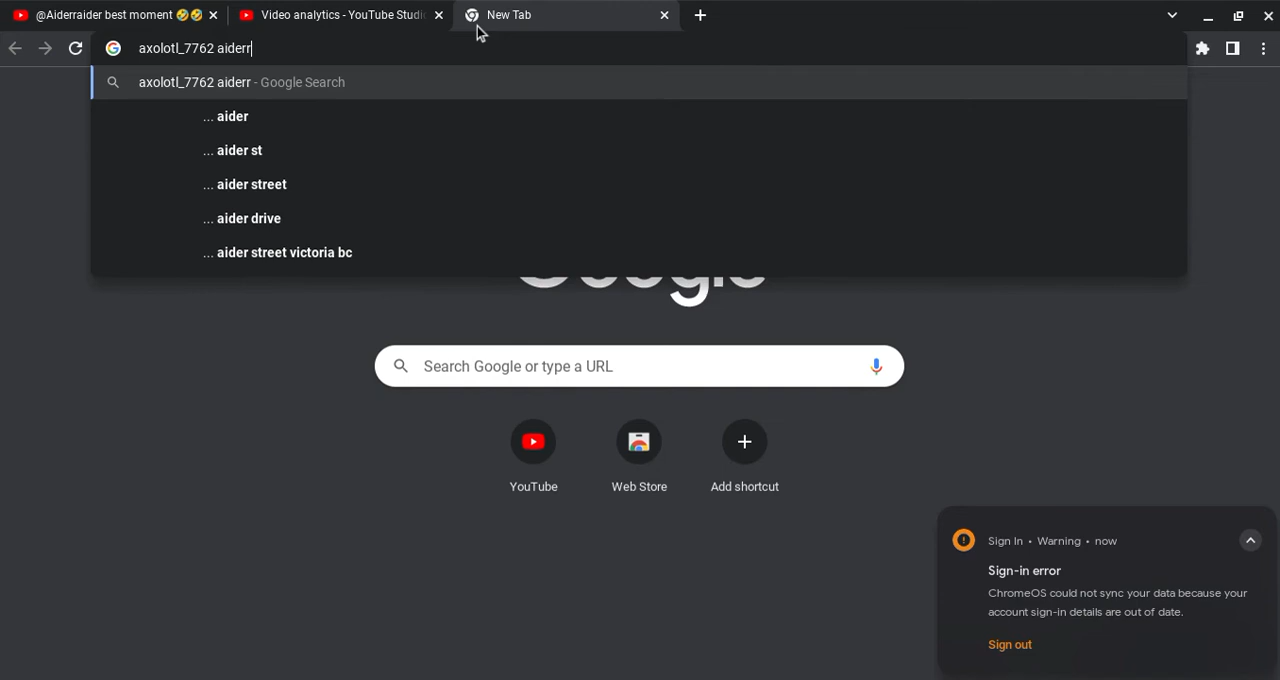 @Aiderraider best moment 🤣🤣
Video analytics - YouTube Studi
New Tab
axolotl_7762 aiderr
axolotl_7762 aiderr - Google Search
... aider
... aider st
... aider street
... aider drive
... aider street victoria bc
Google
Search Google or type a URL
YouTube
Web Store
Add shortcut
Sign In • Warning • now
Sign-in error
ChromeOS could not sync your data because your
account sign-in details are out of date.
Sign out